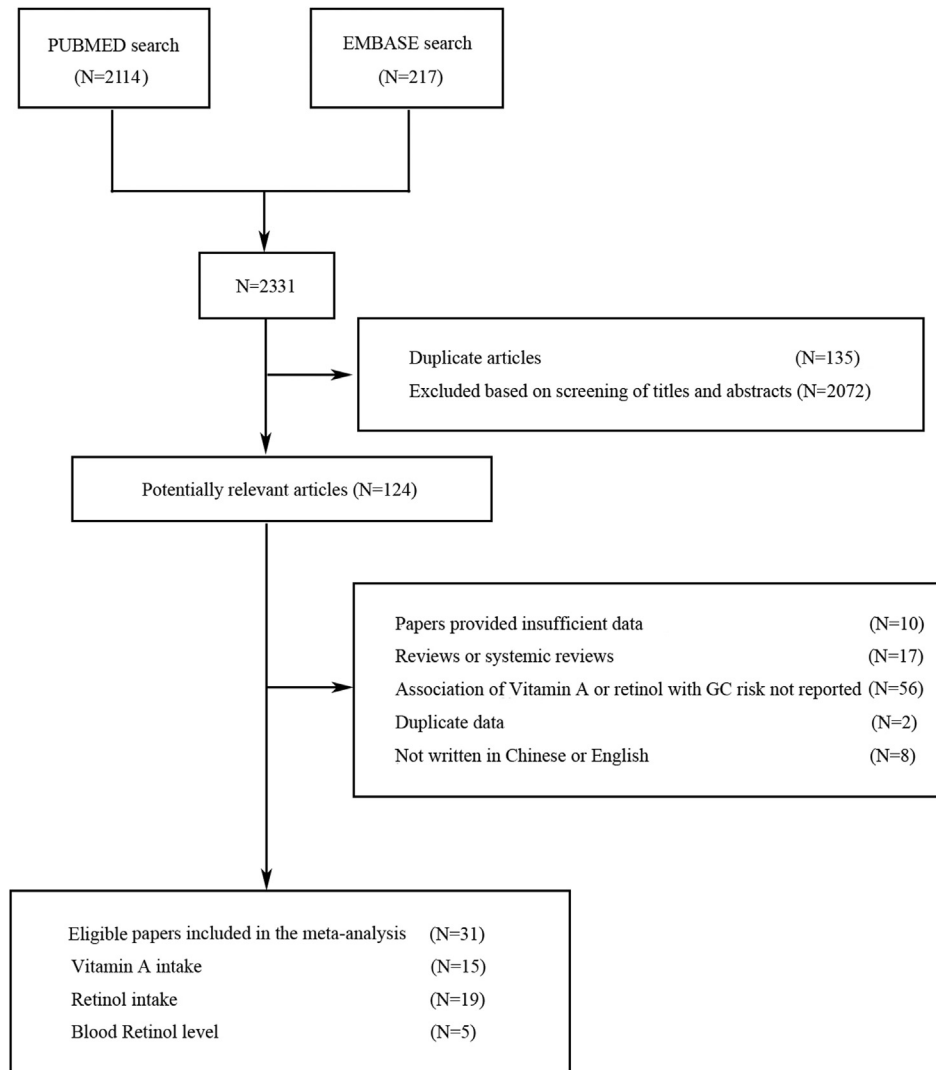 PUBMED search
(N=2114)
EMBASE search
(N=217)
N=2331
Duplicate articles (N=135)
Excluded based on screening of titles and abstracts (N=2072)
Potentially relevant articles (N=124)
Papers provided insufficient data (N=10)
Reviews or systemic reviews (N=17)
Association of Vitamin A or retinol with GC risk not reported (N=56)
Duplicate data (N=2)
Not written in Chinese or English (N=8)
Eligible papers included in the meta-analysis (N=31)
Vitamin A intake (N=15)
Retinol intake (N=19)
Blood Retinol level (N=5)